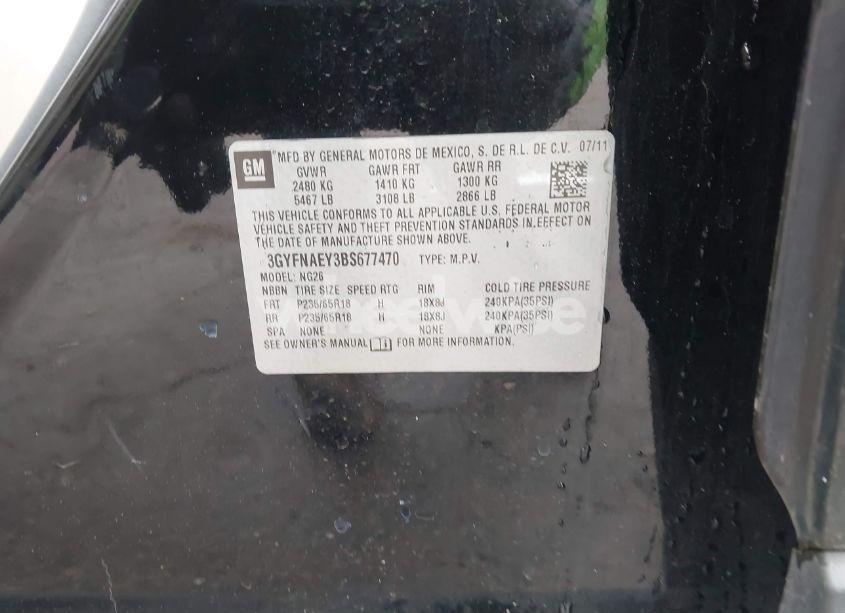 GM
*MFD BY GENERAL MOTORS DE MEXICO, S. DE R.L. DE C.V. 07/11
GVWR GAWR FRT GAWR RR
2480 KG 1410 KG 1300 KG
5467 LB 3108 LB 2866 LB
THIS VEHICLE CONFORMS TO ALL APPLICABLE U.S. FEDERAL MOTOR
VEHICLE SAFETY AND THEFT PREVENTION STANDARDS IN EFFECT ON
THE DATE OF MANUFACTURE SHOWN ABOVE.
3GYFNAEY3BS677470 TYPE: M.P.V.
MODEL: NG26
NBBN TIRE SIZE SPEED RTG RIM COLD TIRE PRESSURE
FRT P235/65R18 H 18X8J 240KPA(35PSI)
RR P235/65R18 H 18X8J 240KPA(35PSI)
SPA NONE NONE KPA(PSI)
SEE OWNER'S MANUAL FOR MORE INFORMATION.
wheelwise